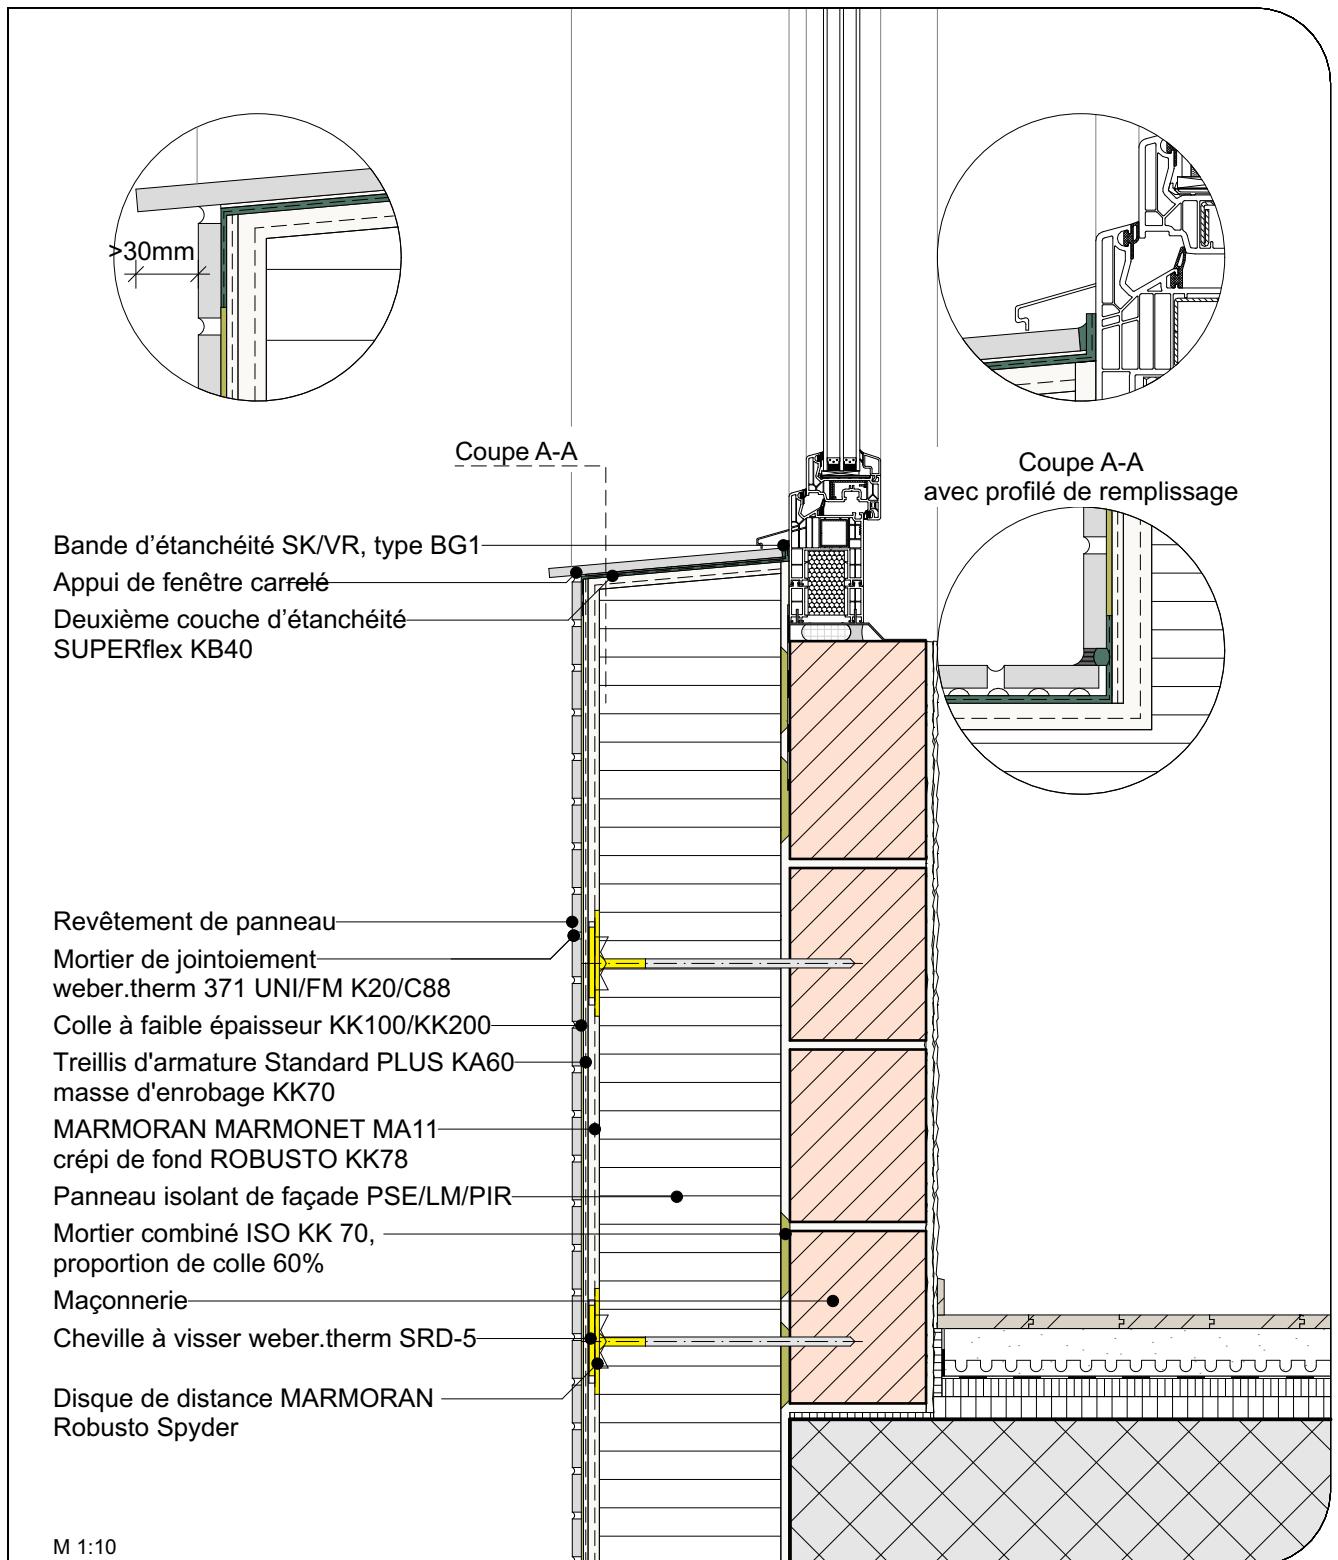 >30mm
Coupe A-A
Coupe A-A
avec profilé de remplissage
Bande d’étanchéité SK/VR, type BG1
Appui de fenêtre carrelé
Deuxième couche d’étanchéité
SUPERflex KB40
Revêtement de panneau
Mortier de jointoiement
weber.therm 371 UNI/FM K20/C88
Colle à faible épaisseur KK100/KK200
Treillis d'armature Standard PLUS KA60
masse d'enrobage KK70
MARMORAN MARMONET MA11
crépi de fond ROBUSTO KK78
Panneau isolant de façade PSE/LM/PIR
Mortier combiné ISO KK 70,
proportion de colle 60%
Maçonnerie
Cheville à visser weber.therm SRD-5
Disque de distance MARMORAN
Robusto Spyder
M 1:10